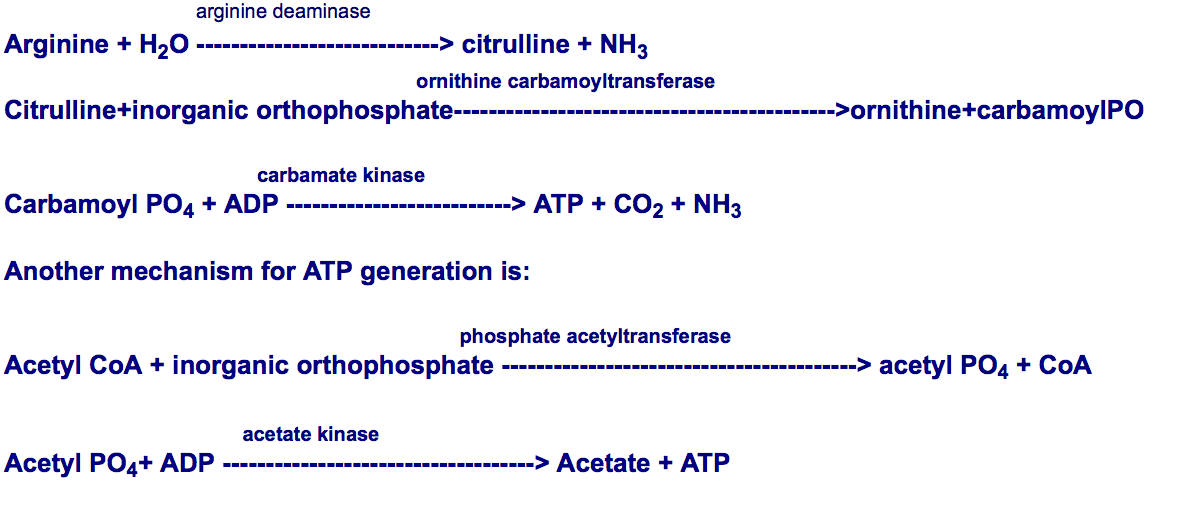 arginine deaminase
Arginine + H₂O ----------------------------> citrulline + NH₃
ornithine carbamoyltransferase
Citrulline+inorganic orthophosphate-------------------------------------------->ornithine+carbamoylPO
carbamate kinase
Carbamoyl PO₄ + ADP --------------------------> ATP + CO₂ + NH₃
Another mechanism for ATP generation is:
phosphate acetyltransferase
Acetyl CoA + inorganic orthophosphate -----------------------------------------> acetyl PO₄ + CoA
acetate kinase
Acetyl PO₄+ ADP ------------------------------------> Acetate + ATP